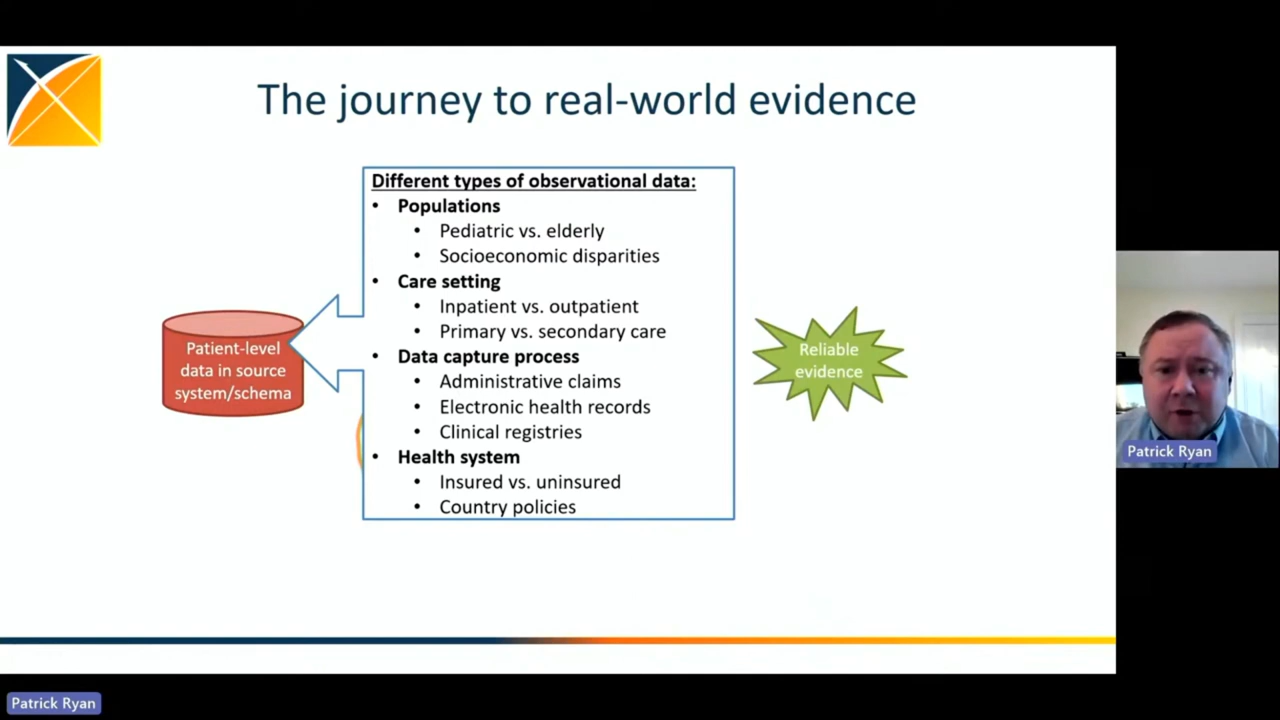 The journey to real-world evidence
Different types of observational data:
• Populations
• Pediatric vs. elderly
• Socioeconomic disparities
• Care setting
• Inpatient vs. outpatient
• Primary vs. secondary care
• Data capture process
• Administrative claims
• Electronic health records
• Clinical registries
• Health system
• Insured vs. uninsured
• Country policies
Patient-level
data in source
system/schema
Reliable
evidence
Patrick Ryan
Patrick Ryan